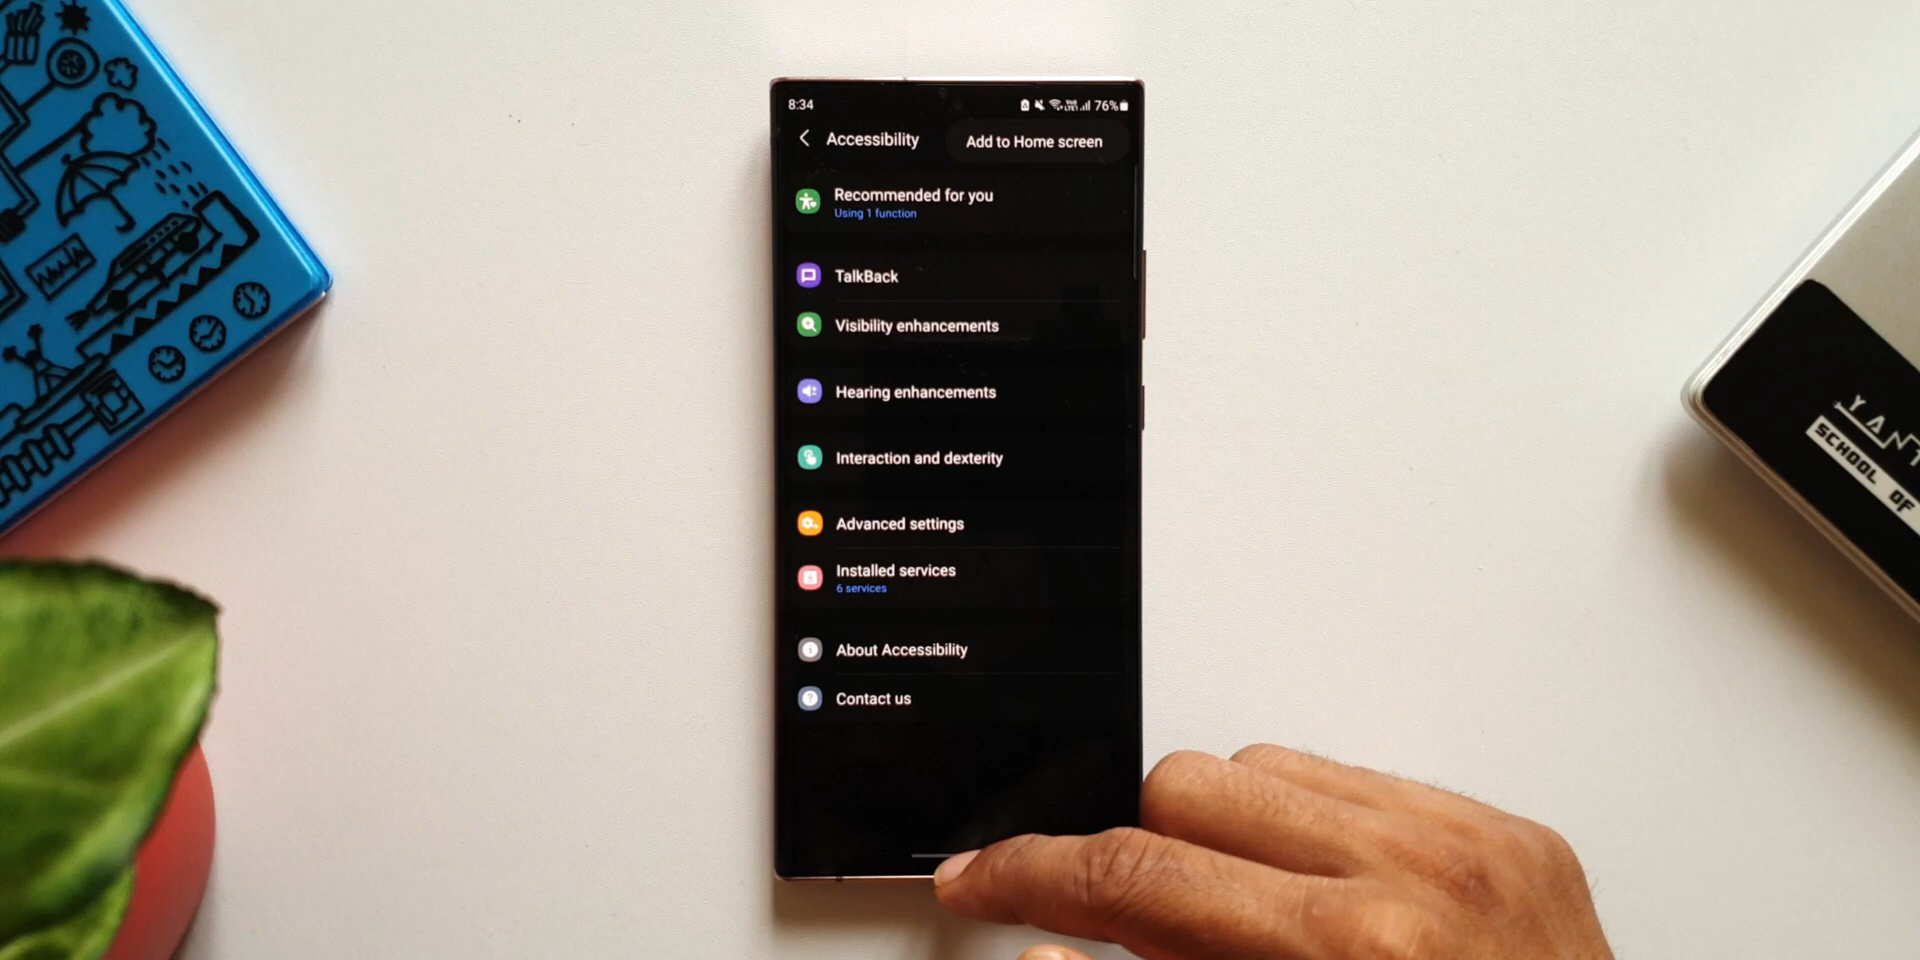 8:34
76%
Accessibility
Add to Home screen
Recommended for you
Using 1 function
TalkBack
Visibility enhancements
Hearing enhancements
Interaction and dexterity
Advanced settings
Installed services
6 services
About Accessibility
Contact us
SCHOOL OF